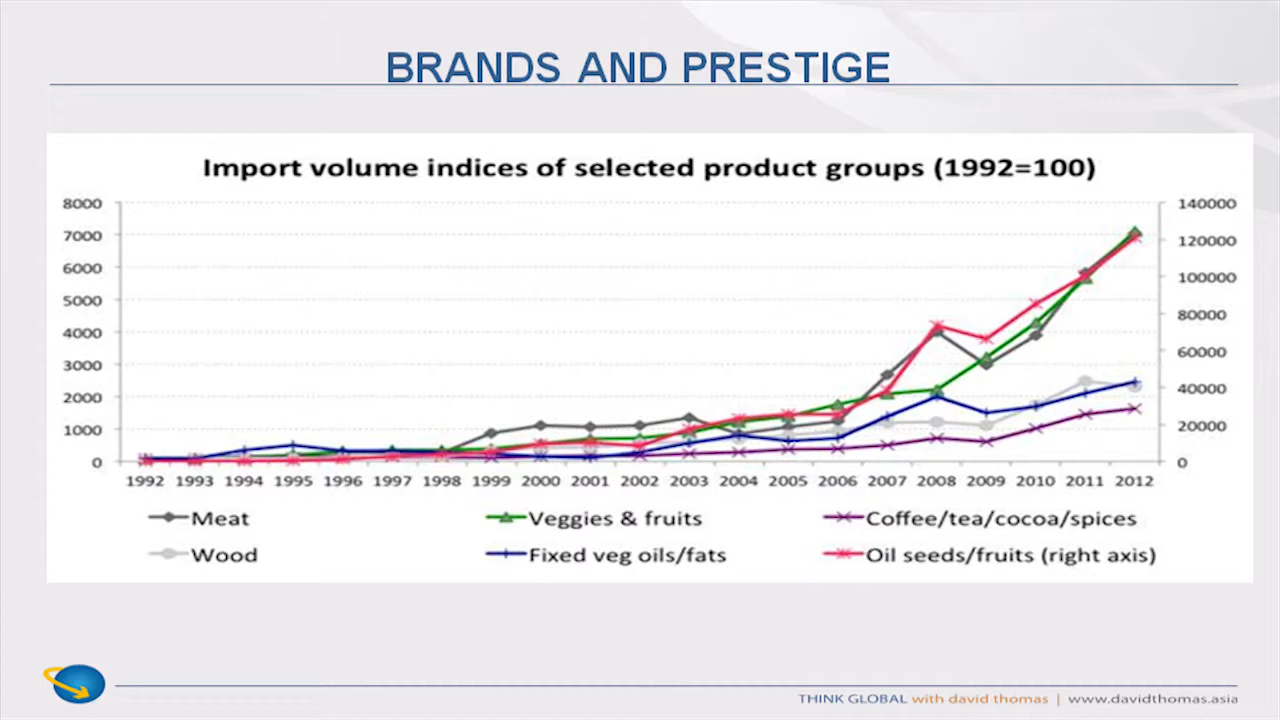 BRANDS AND PRESTIGE
Import volume indices of selected product groups (1992=100)
8000 140000
7000 120000
6000 100000
5000 80000
4000 60000
3000 40000
2000 20000
1000 0
0
1992 1993 1994 1995 1996 1997 1998 1999 2000 2001 2002 2003 2004 2005 2006 2007 2008 2009 2010 2011 2012
Meat Veggies & fruits Coffee/tea/cocoa/spices
Wood Fixed veg oils/fats Oil seeds/fruits (right axis)
THINK GLOBAL with david thomas | www.davidthomas.asia